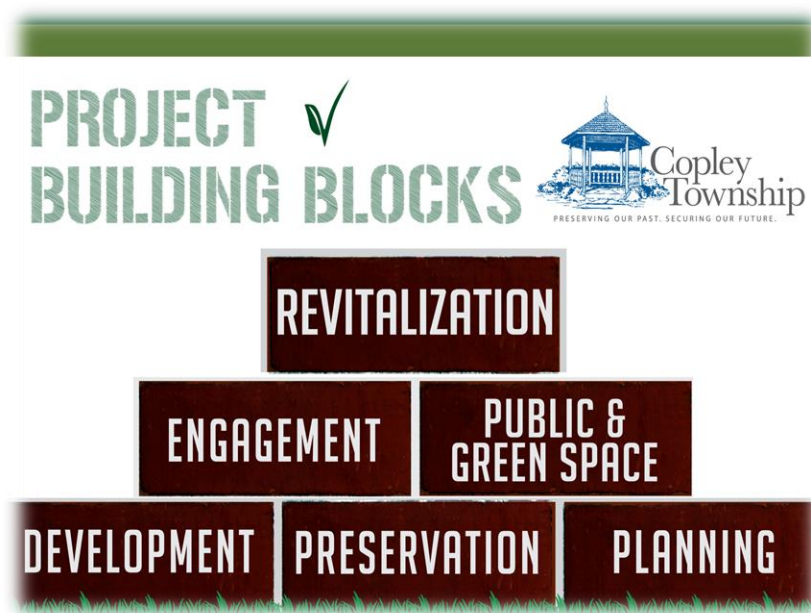 PROJECT
BUILDING BLOCKS
Copley
Township
PRESERVING OUR PAST. SECURING OUR FUTURE.
REVITALIZATION
ENGAGEMENT
PUBLIC &
GREEN SPACE
DEVELOPMENT
PRESERVATION
PLANNING